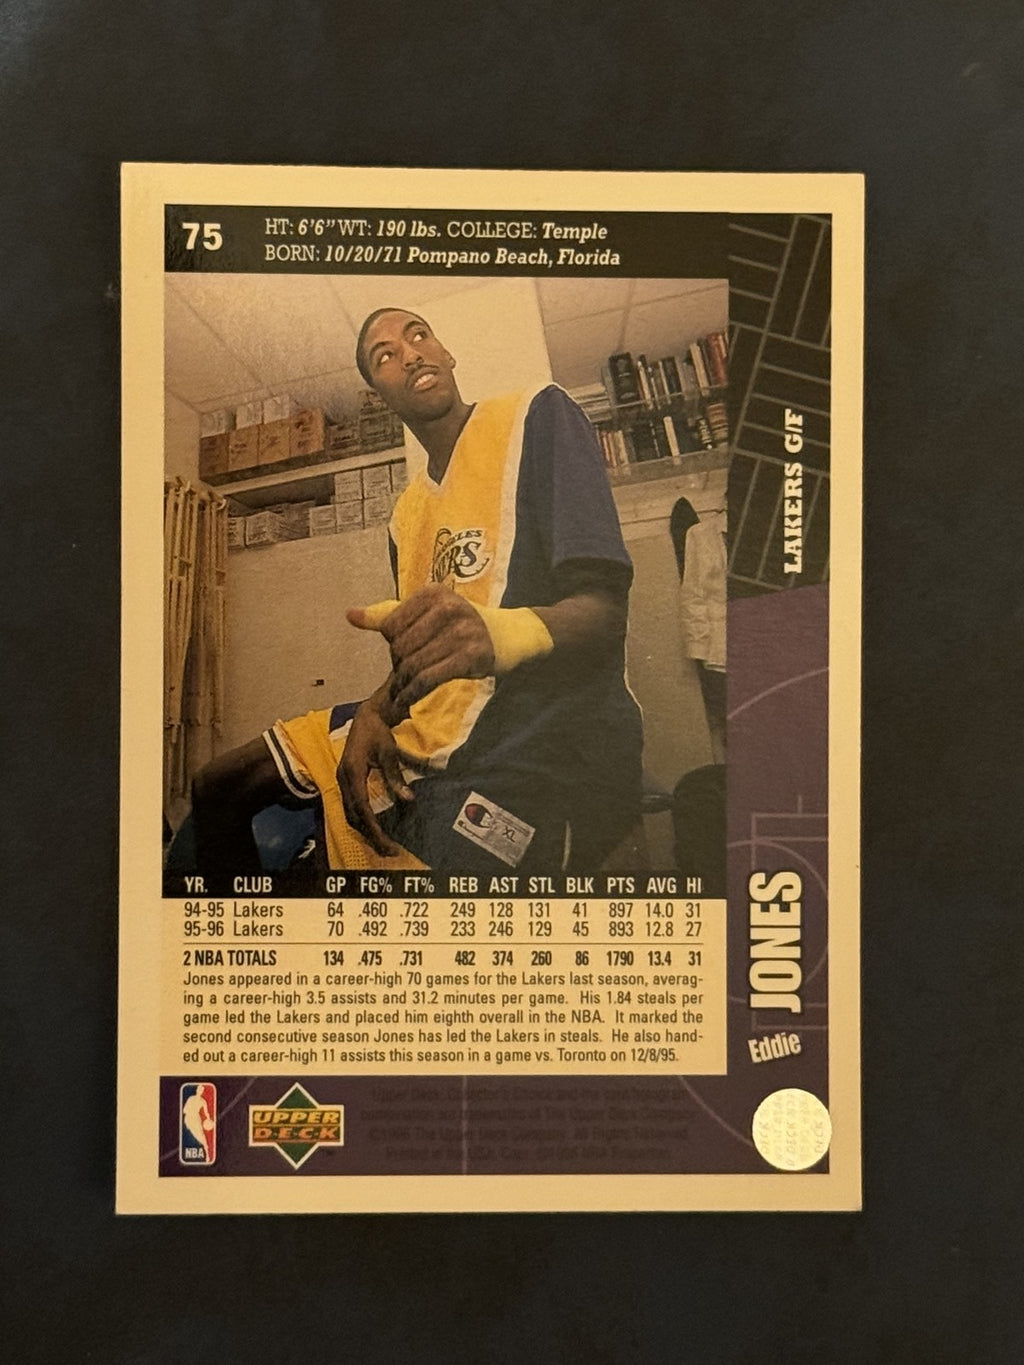 75
HT: 6'6" WT: 190 lbs. COLLEGE: Temple
BORN: 10/20/71 Pompano Beach, Florida
LAKERS G/F
XL
YR. CLUB GP FG% FT% REB AST STL BLK PTS AVG HI
94-95 Lakers 64 .460 .722 249 128 131 41 897 14.0 31
95-96 Lakers 70 .492 .739 233 246 129 45 893 12.8 27
2 NBA TOTALS 134 .475 .731 482 374 260 86 1790 13.4 31
Jones appeared in a career-high 70 games for the Lakers last season, averag-
ing a career-high 3.5 assists and 31.2 minutes per game. His 1.84 steals per
game led the Lakers and placed him eighth overall in the NBA. It marked the
second consecutive season Jones has led the Lakers in steals. He also hand-
ed out a career-high 11 assists this season in a game vs. Toronto on 12/8/95.
Eddie
JONES
NBA
UPPER
DECK